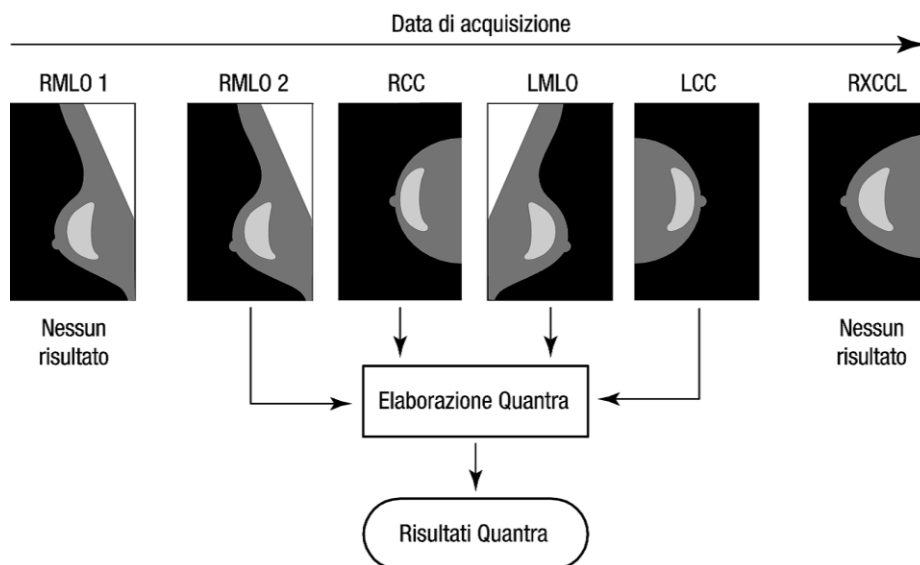 Data di acquisizione
RMLO 1
RMLO 2
RCC
LMLO
LCC
RXCCL
Nessun
risultato
Nessun
risultato
Elaborazione Quantra
Risultati Quantra